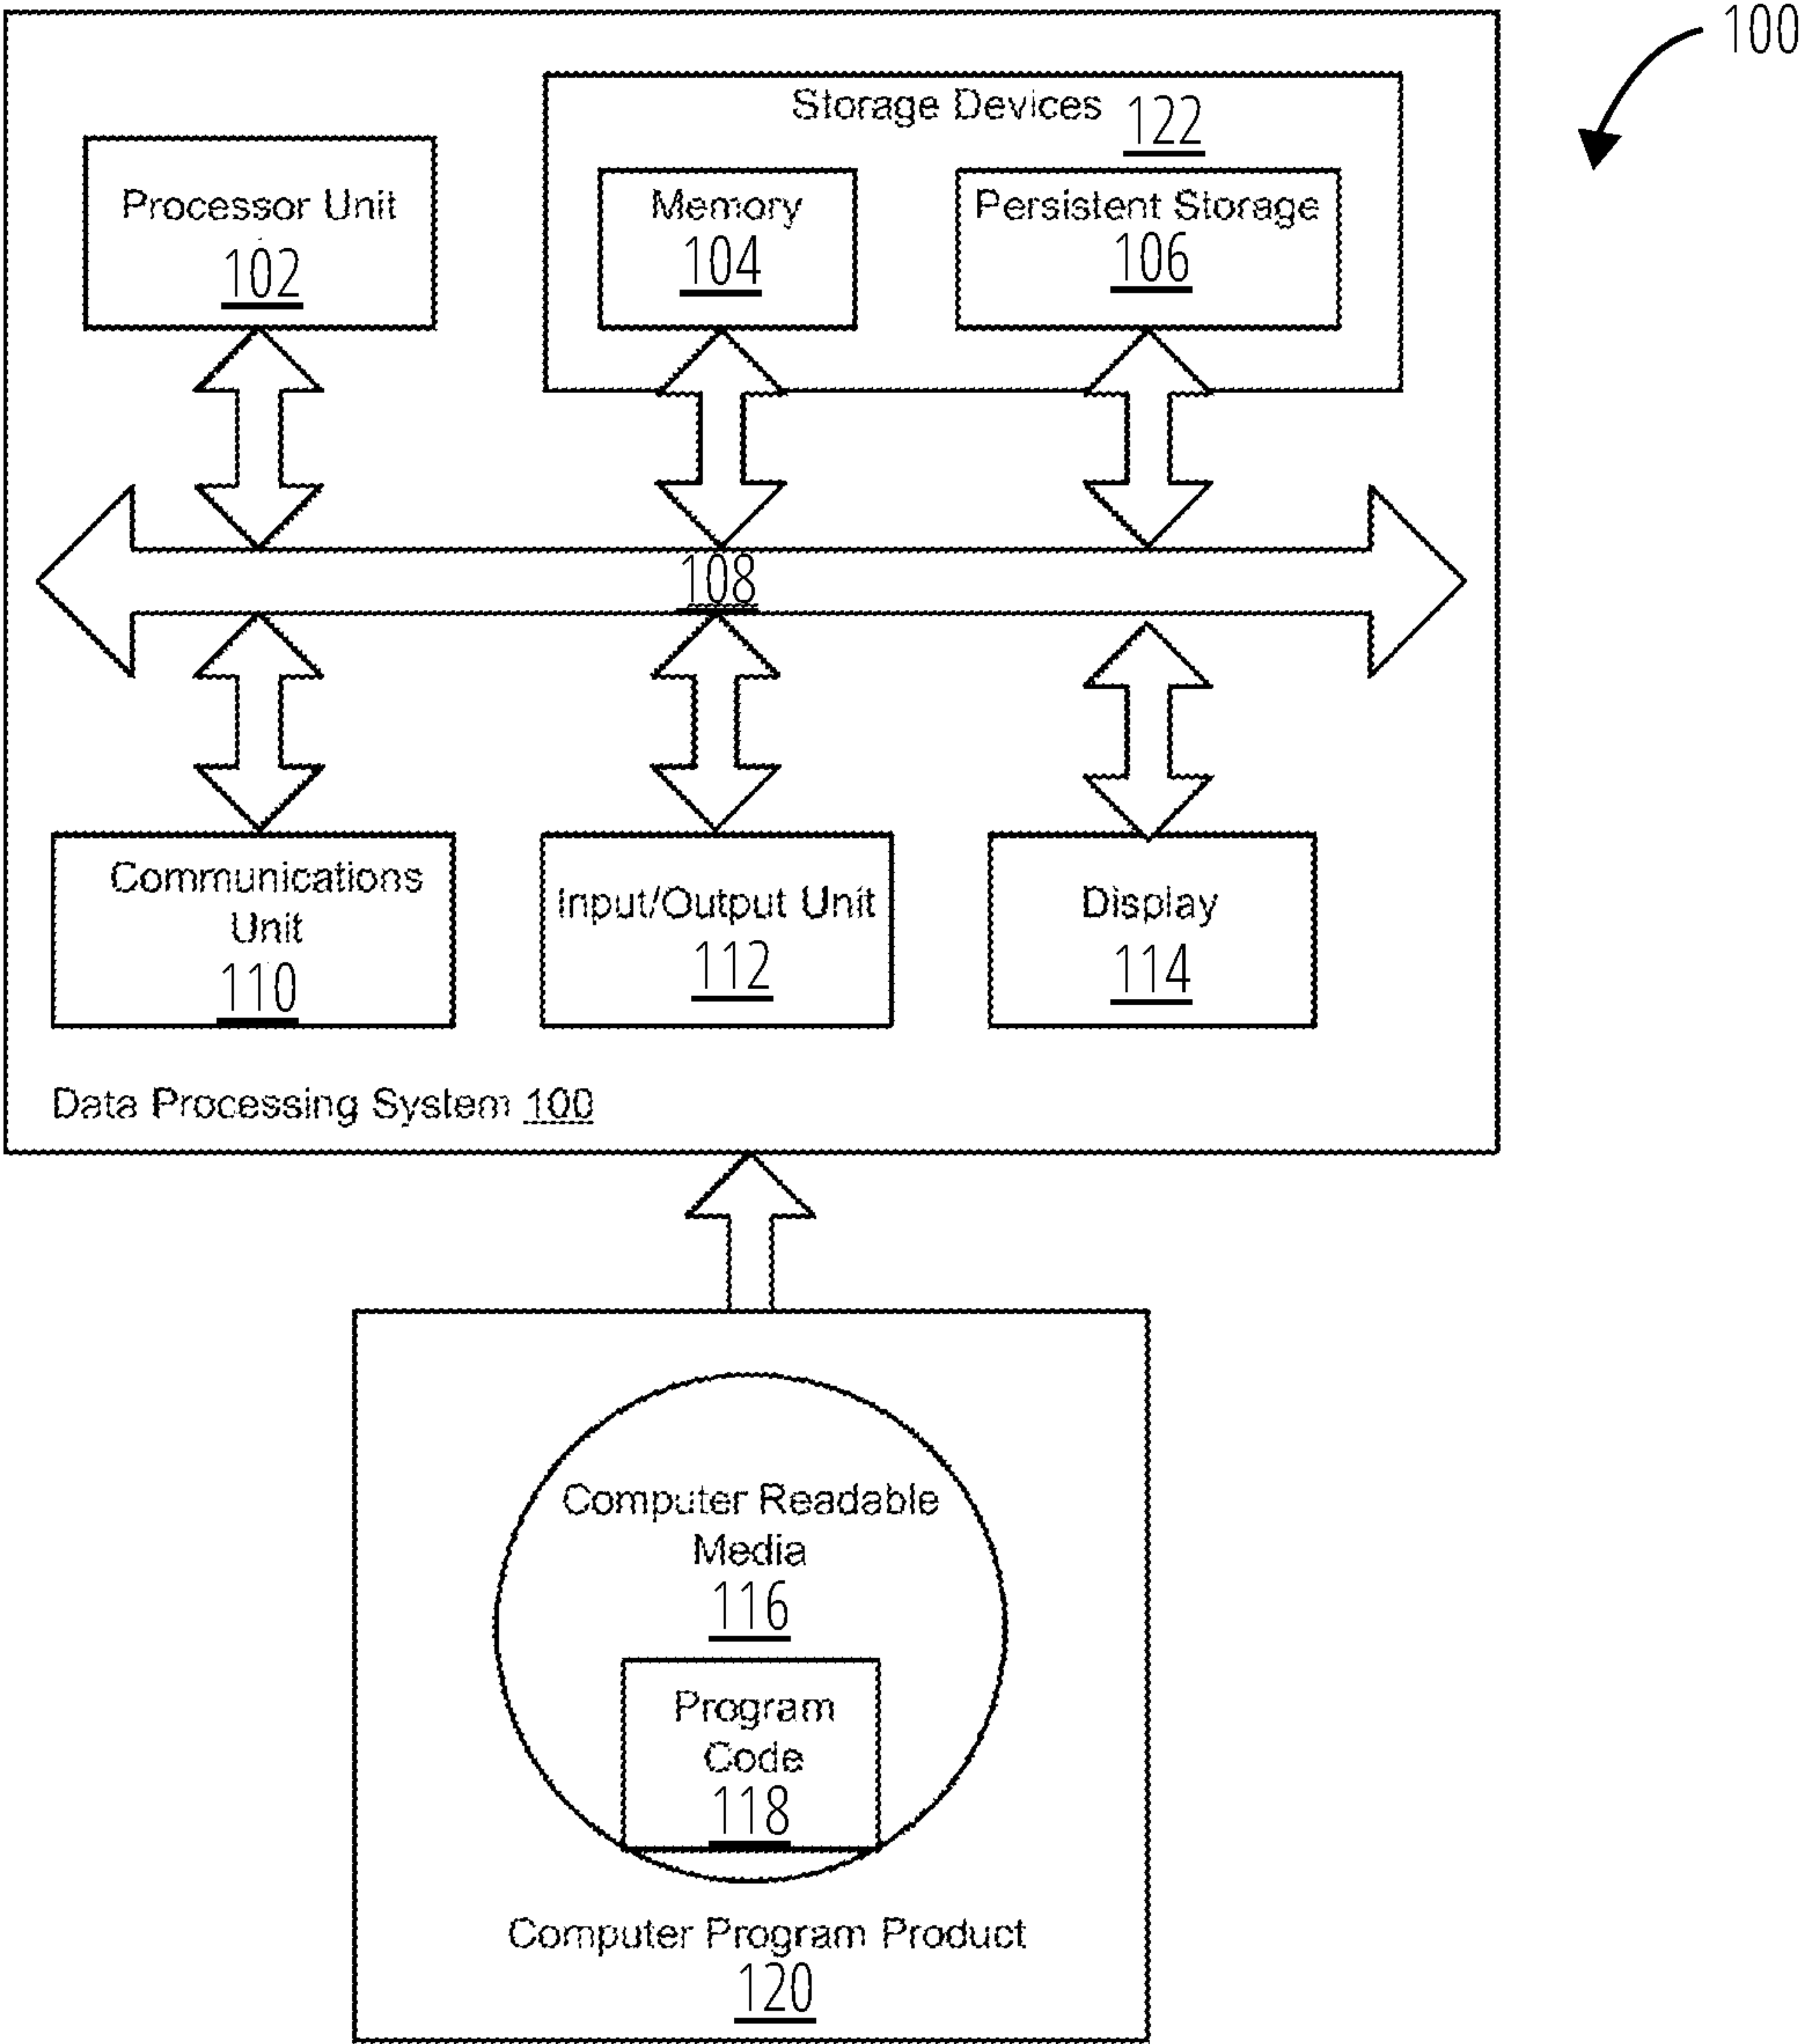 100
Storage Devices 122
Processor Unit
102
Memory
104
Persistent Storage
106
108
Communications
Unit
110
Input/Output Unit
112
Display
114
Data Processing System 100
Computer Readable
Media
116
Program
Code
118
Computer Program Product
120